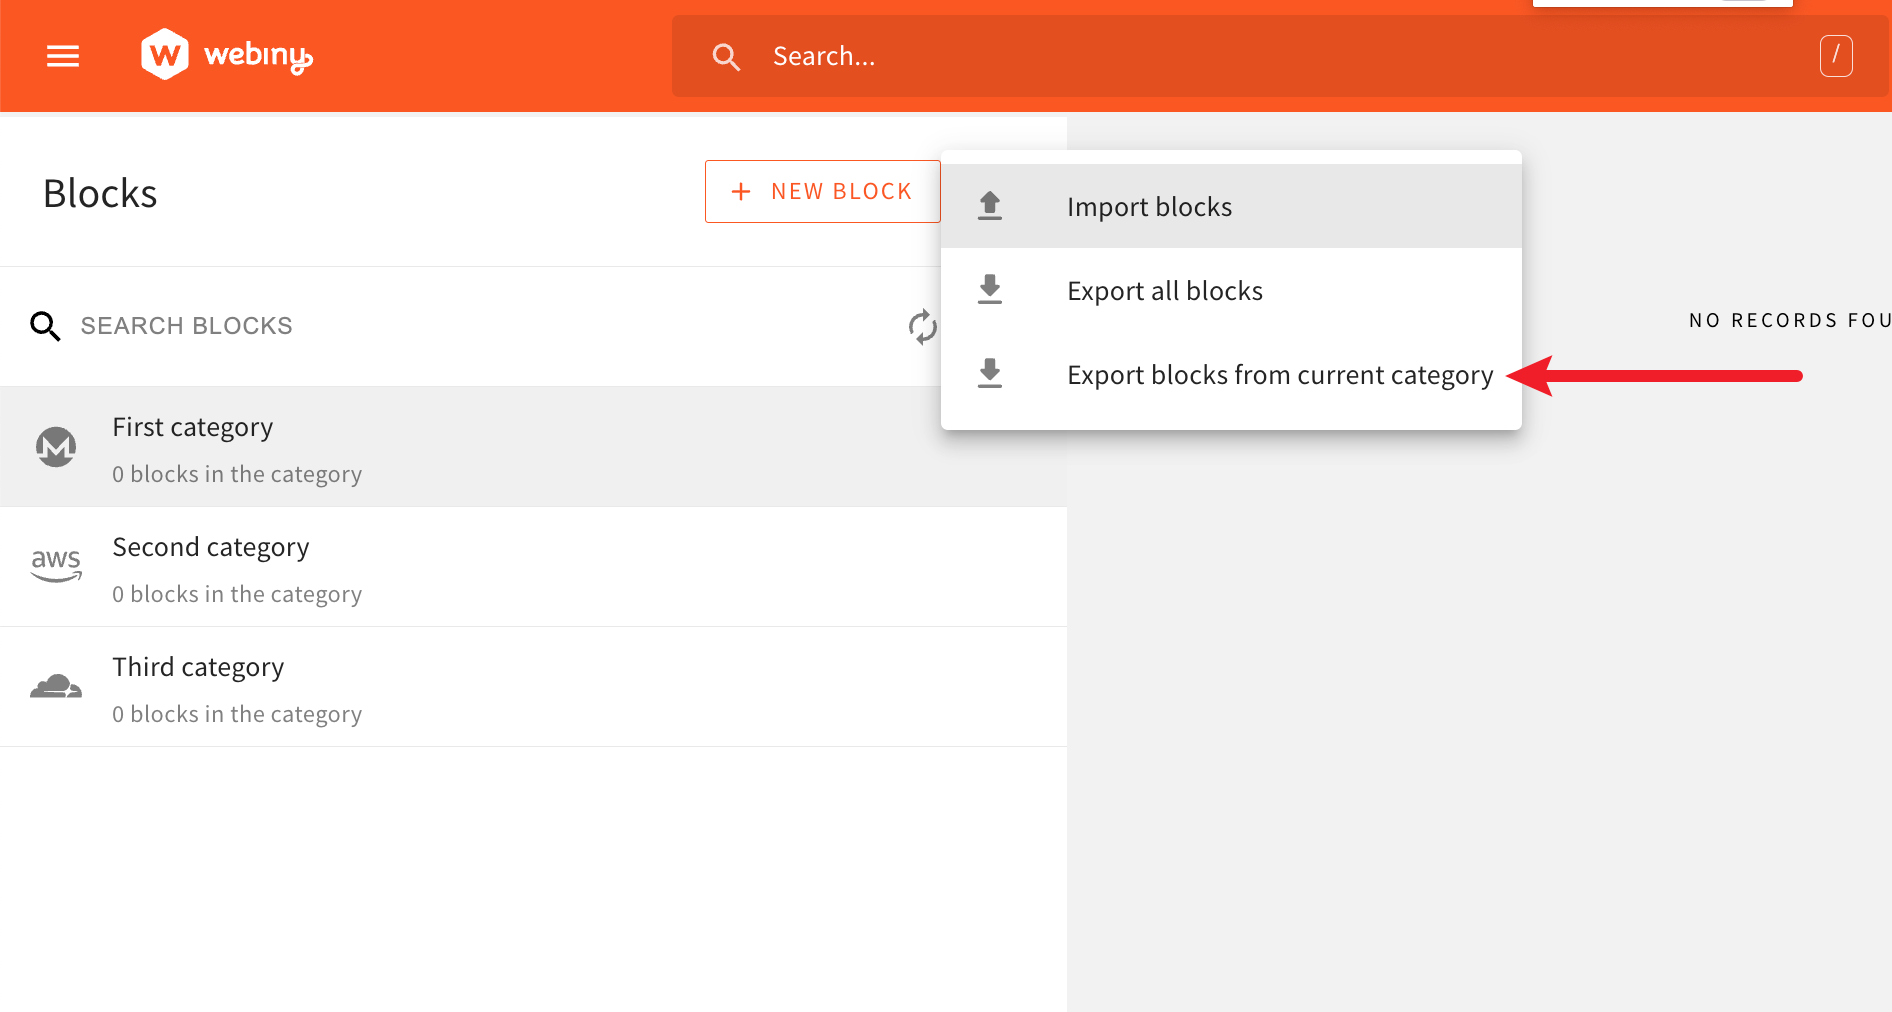 webiny
Search...
/
Blocks
+ NEW BLOCK
Import blocks
Export all blocks
Export blocks from current category
SEARCH BLOCKS
NO RECORDS FOU
First category
0 blocks in the category
aws
Second category
0 blocks in the category
Third category
0 blocks in the category